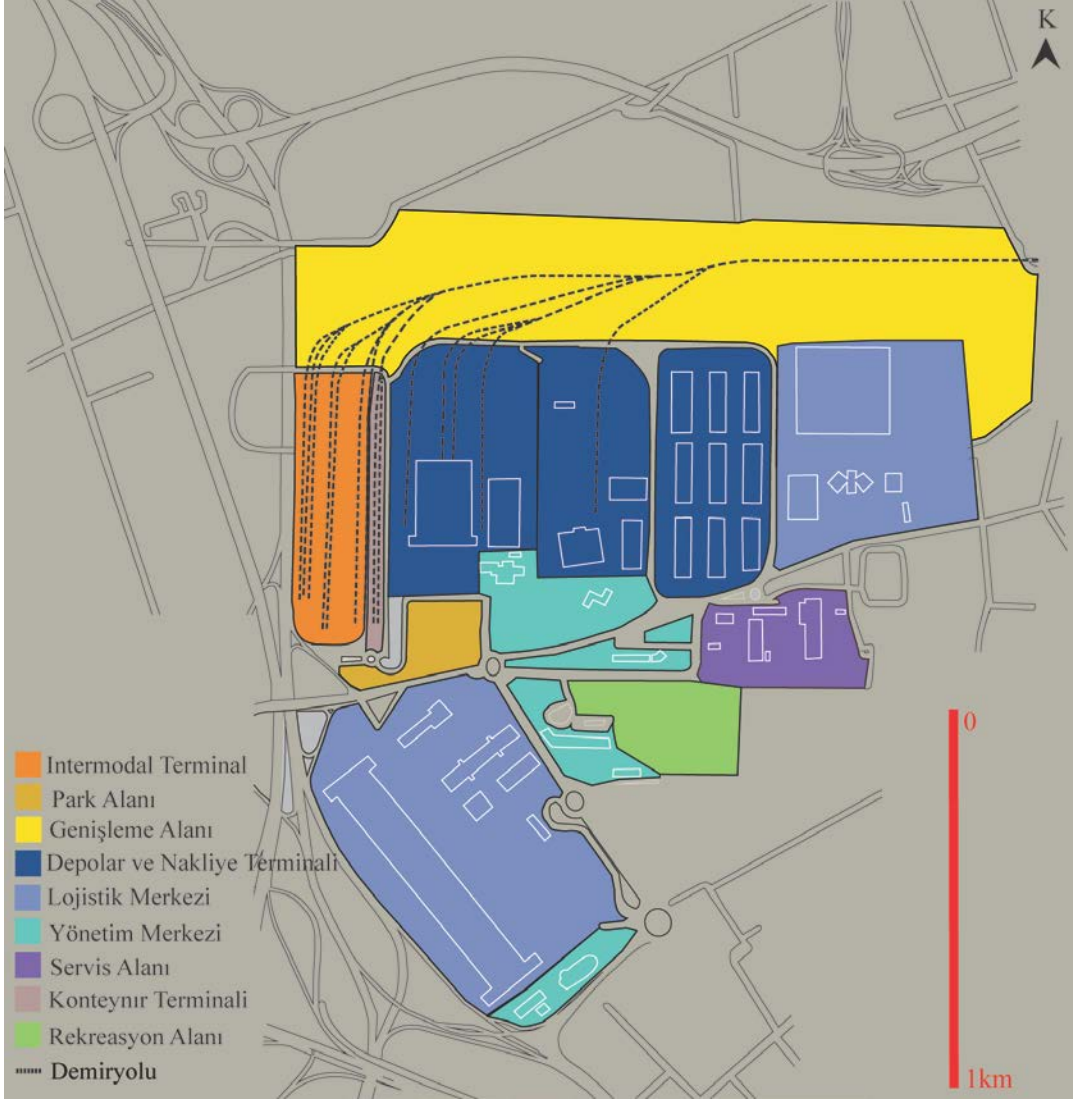 K
0
Intermodal Terminal
Park Alanı
Genişleme Alanı
Depolar ve Nakliye Terminali
Lojistik Merkezi
Yönetim Merkezi
Servis Alanı
Konteynır Terminali
Rekreasyon Alanı
Demiryolu
1km